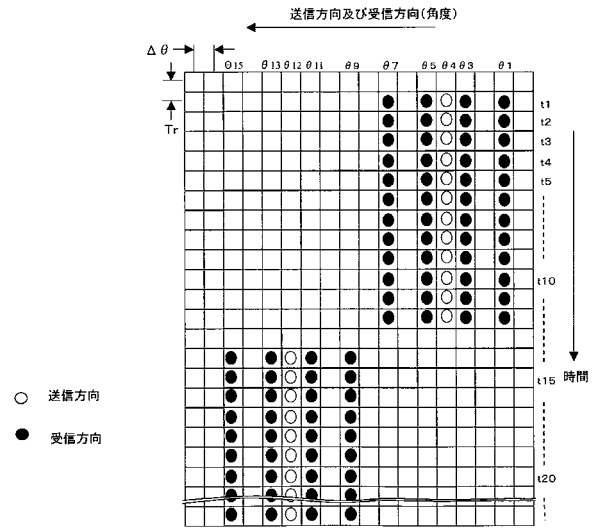 送信方向及び受信方向(角度)
Δθ
θ15 θ13 θ12 θ11 θ9 θ7 θ5 θ4 θ3 θ1
Tr
t1
t2
t3
t4
t5
t10
t15
t20
時間
送信方向
受信方向